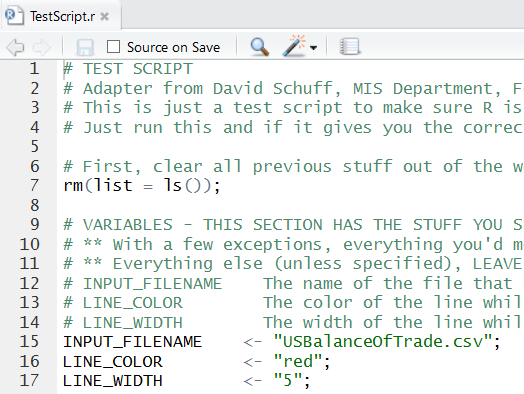 TestScript.r
Source on Save
1 # TEST SCRIPT
2 # Adapter from David Schuff, MIS Department, F
3 # This is just a test script to make sure R is
4 # Just run this and if it gives you the correc
5
6 # First, clear all previous stuff out of the w
7 rm(list = ls());
8
9 # VARIABLES - THIS SECTION HAS THE STUFF YOU S
10 # ** With a few exceptions, everything you'd m
11 # ** Everything else (unless specified), LEAVE
12 # INPUT_FILENAME    The name of the file that
13 # LINE_COLOR        The color of the line whil
14 # LINE_WIDTH        The width of the line whil
15 INPUT_FILENAME    <- "USBalanceOfTrade.csv";
16 LINE_COLOR        <- "red";
17 LINE_WIDTH        <- "5";